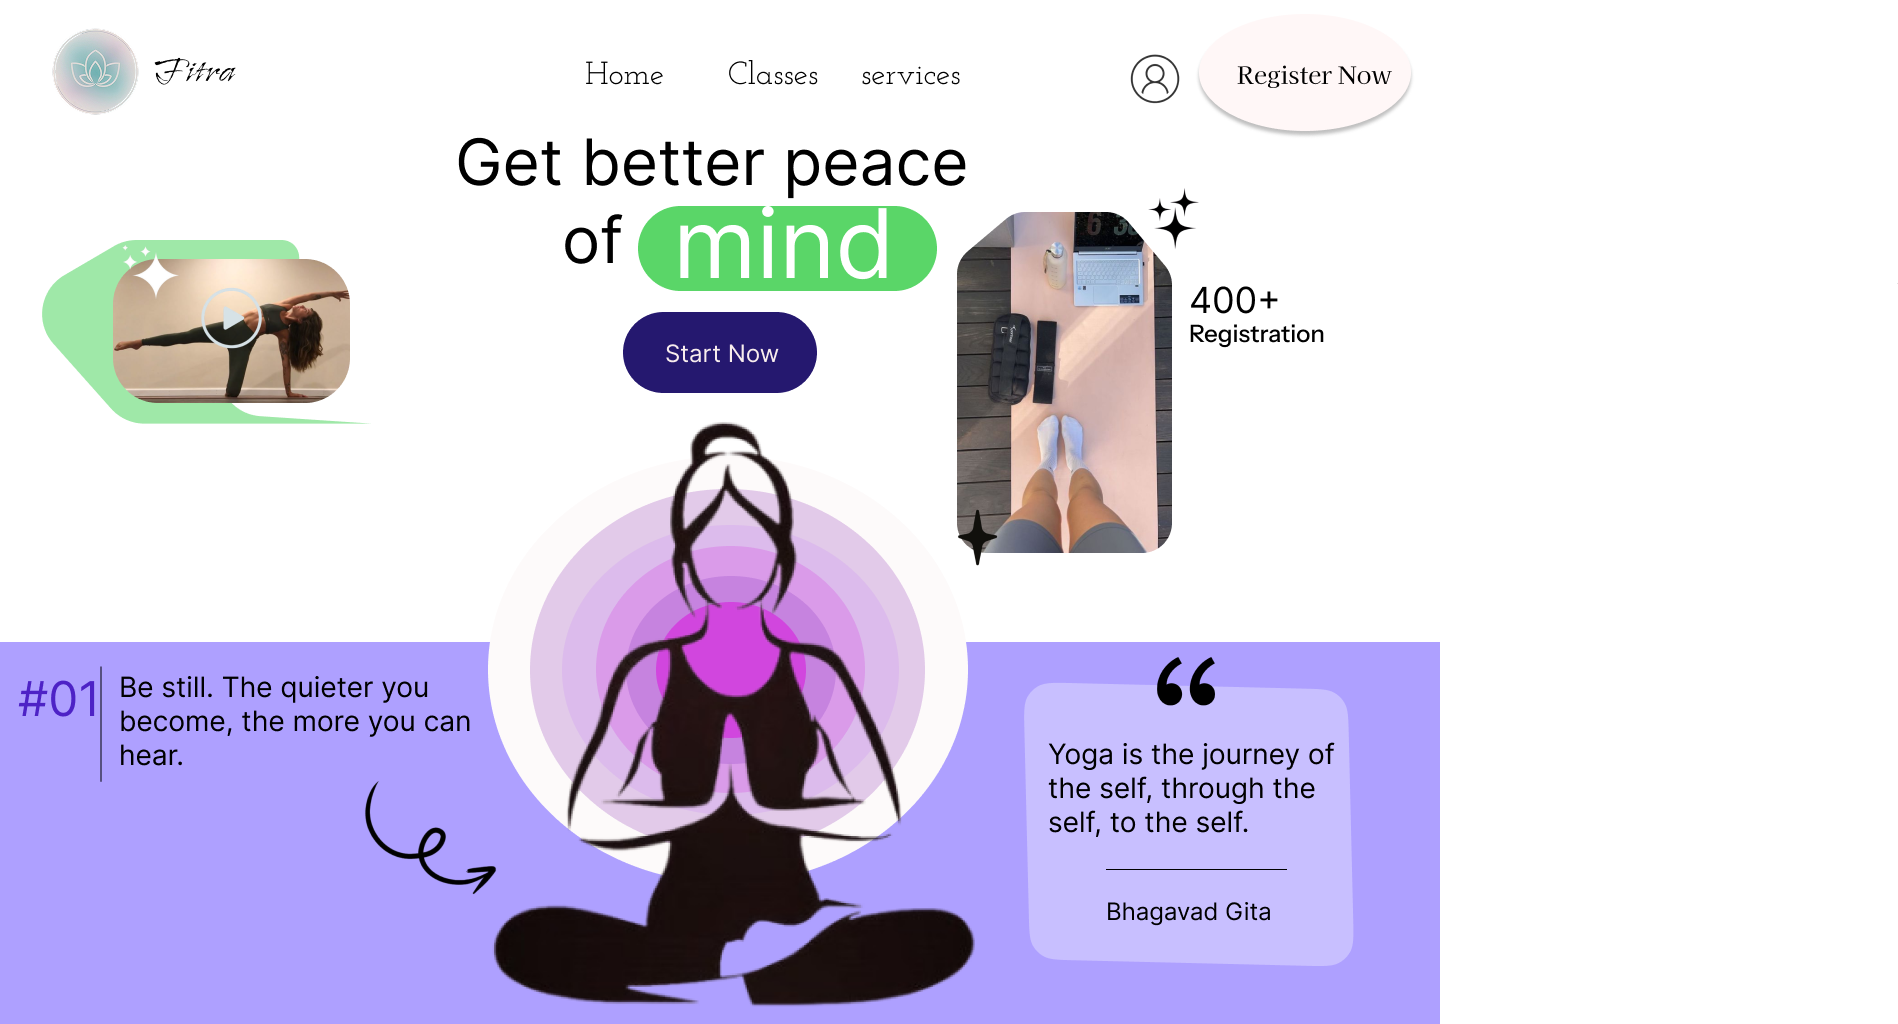 Fitra
Home
Classes
services
Register Now
Get better peace
of mind
Start Now
400+
Registration
#01
Be still. The quieter you
become, the more you can
hear.
“
Yoga is the journey of
the self, through the
self, to the self.
Bhagavad Gita